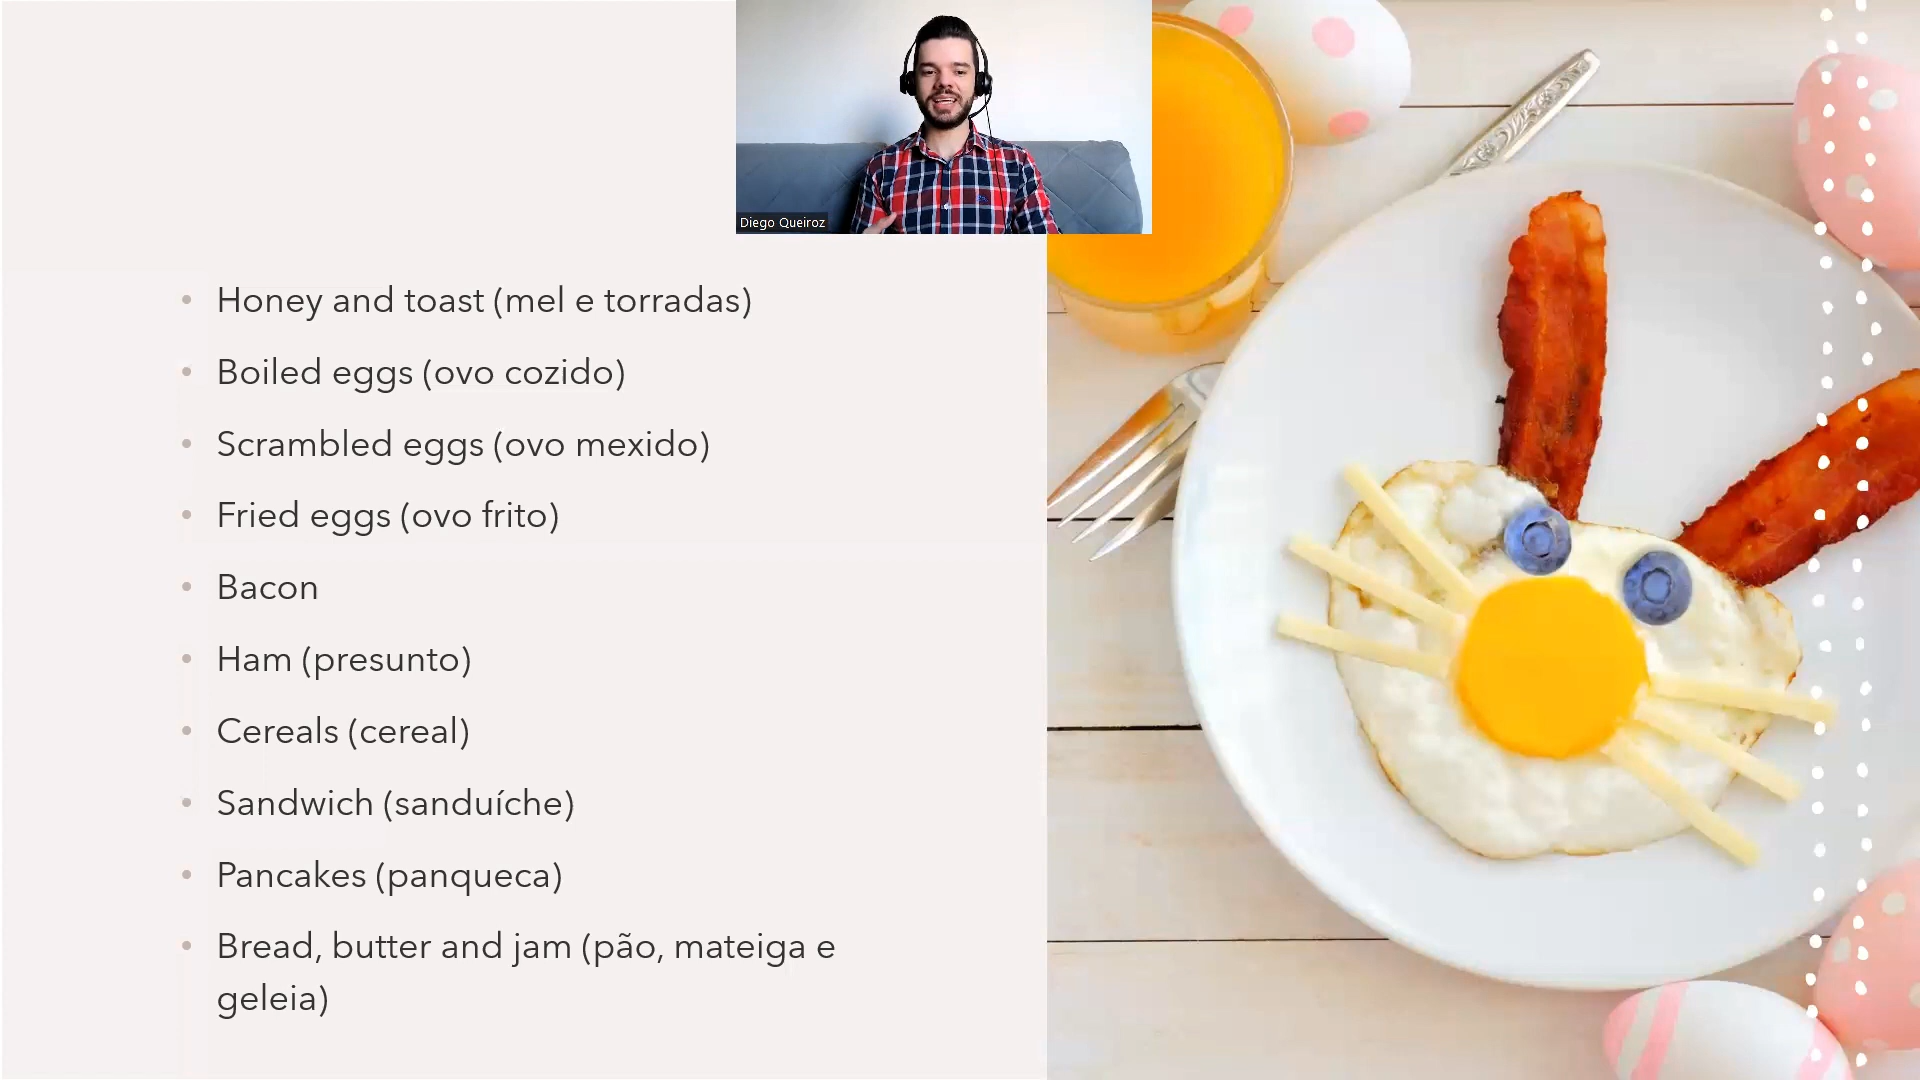 Diego Queiroz
• Honey and toast (mel e torradas)
• Boiled eggs (ovo cozido)
• Scrambled eggs (ovo mexido)
• Fried eggs (ovo frito)
• Bacon
• Ham (presunto)
• Cereals (cereal)
• Sandwich (sanduíche)
• Pancakes (panqueca)
• Bread, butter and jam (pão, mateiga e
geleia)